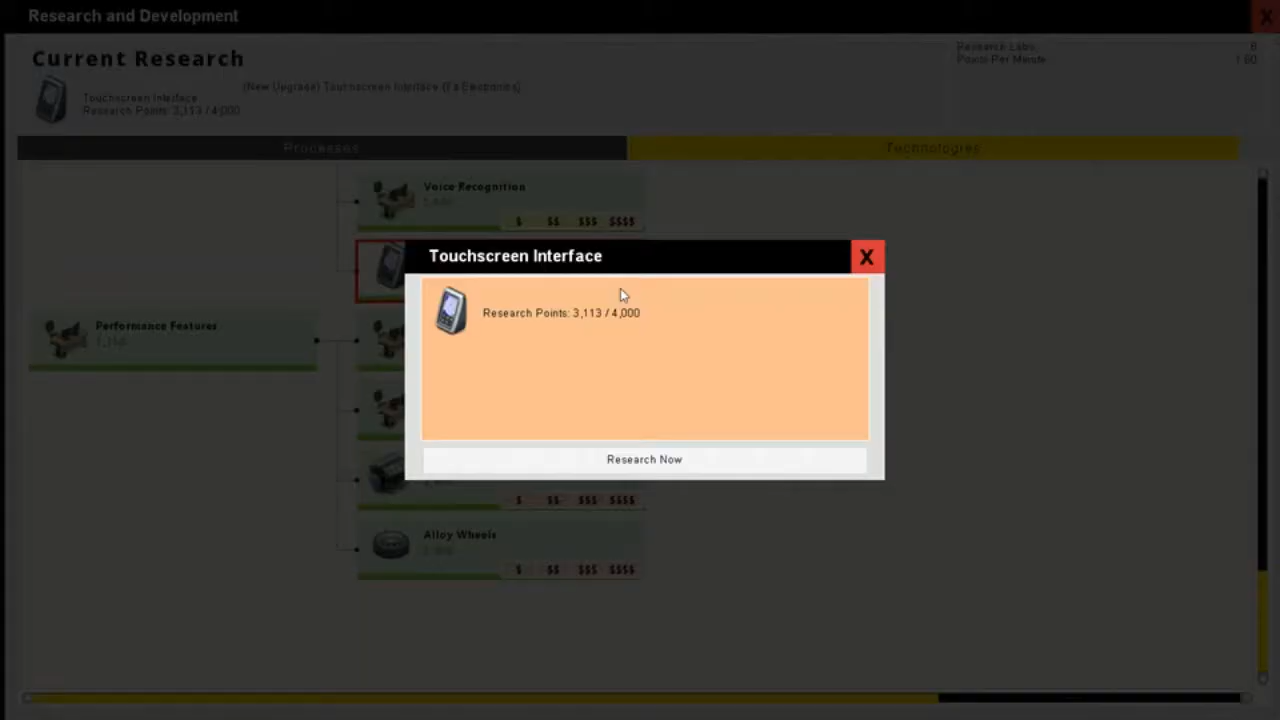 Research and Development
X
Current Research
Research Labs
6
Points Per Minute
Touchscreen Interface
Research Points: 3,113 / 4,000
(New Upgrade) Touchscreen Interface
Processes
Technologies
Voice Recognition
$ $$ $$$ $$$$
Touchscreen Interface
X
Research Points: 3,113 / 4,000
Performance Features
Research Now
$ $$ $$$ $$$$
Alloy Wheels
$ $$ $$$ $$$$